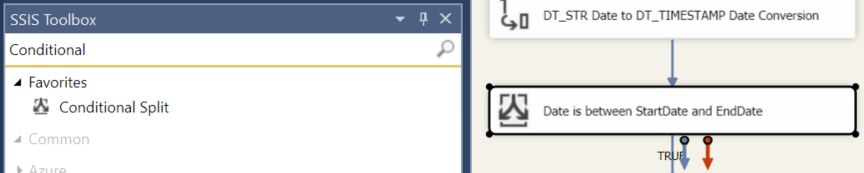 SSIS Toolbox
Conditional
Favorites
Conditional Split
Common
Azure
DT_STR Date to DT_TIMESTAMP Date Conversion
Date is between StartDate and EndDate
TRUE